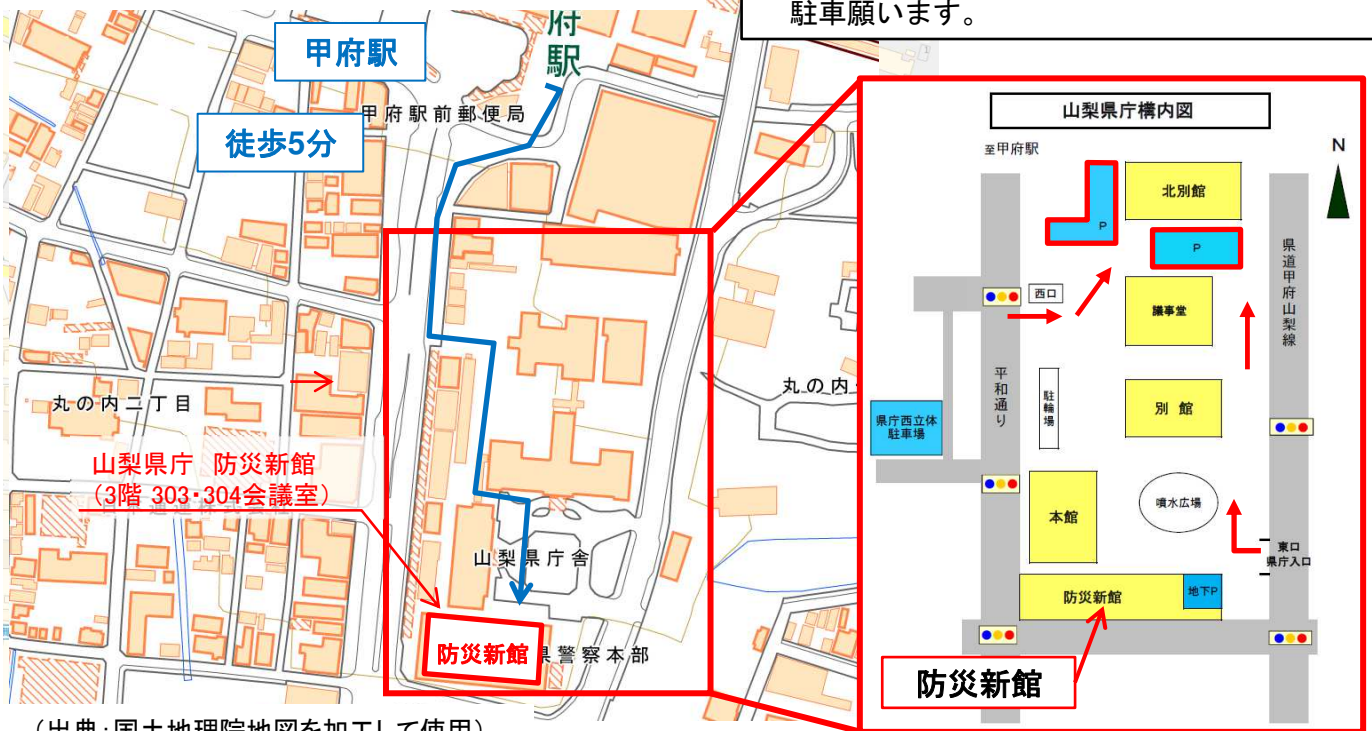 駐車願います。
甲府駅
府
駅
甲府駅前郵便局
徒歩5分
丸の内二丁目
丸の内
山梨県庁 防災新館
(3階 303・304会議室)
山梨県庁舎
防災新館
県警察本部
(出典:国土地理院地図を加工して使用)
山梨県庁構内図
至甲府駅
N
北別館
P
P
西口
議事堂
県道甲府山梨線
平和通り
駐輪場
別 館
県庁西立体
駐車場
本館
噴水広場
東口
県庁入口
防災新館
地下P
防災新館